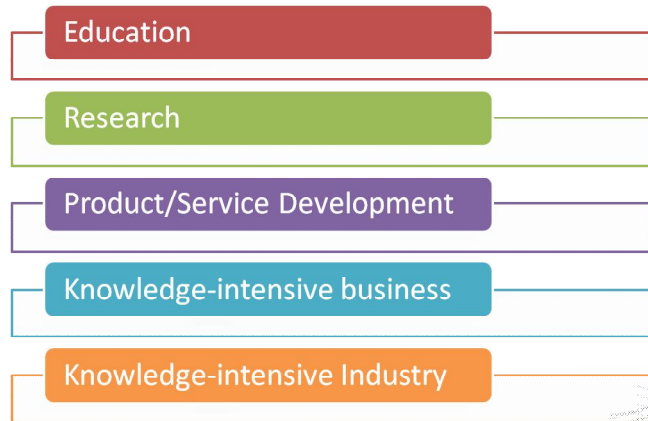 Education
Research
Product/Service Development
Knowledge-intensive business
Knowledge-intensive Industry